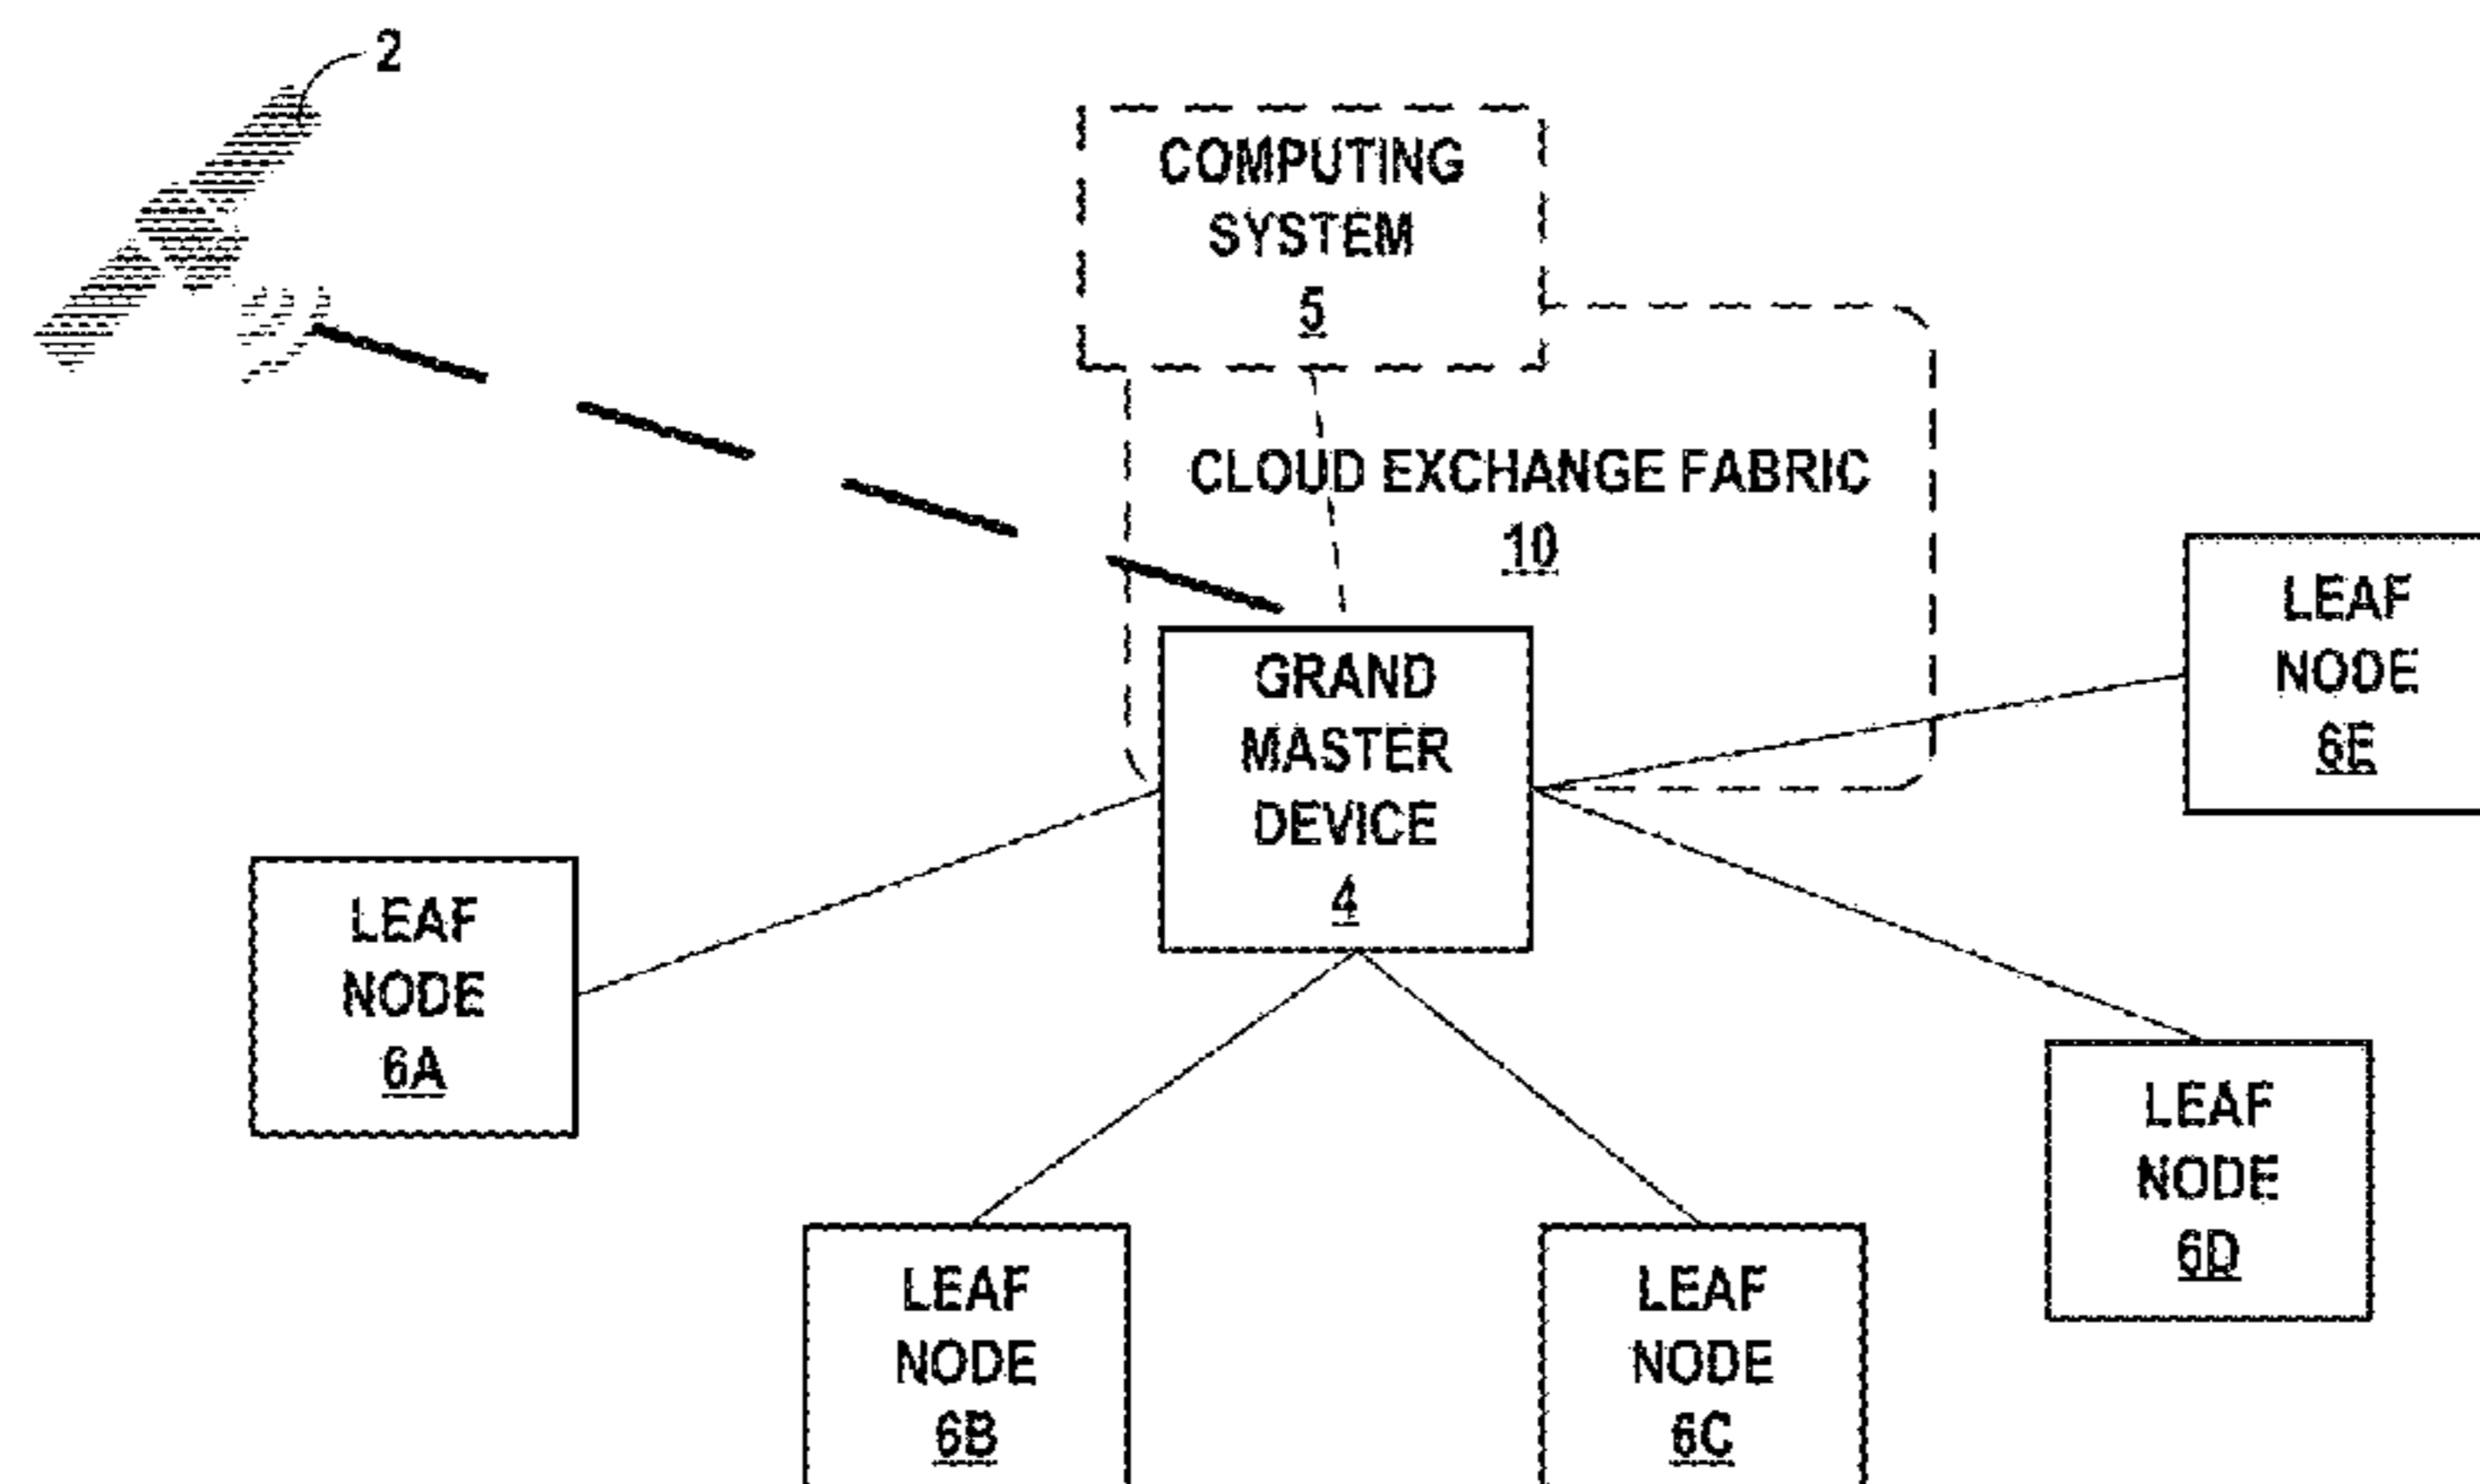 2
COMPUTING
SYSTEM
5
CLOUD EXCHANGE FABRIC
10
GRAND
MASTER
DEVICE
4
LEAF
NODE
6E
LEAF
NODE
6A
LEAF
NODE
6D
LEAF
NODE
6B
LEAF
NODE
6C